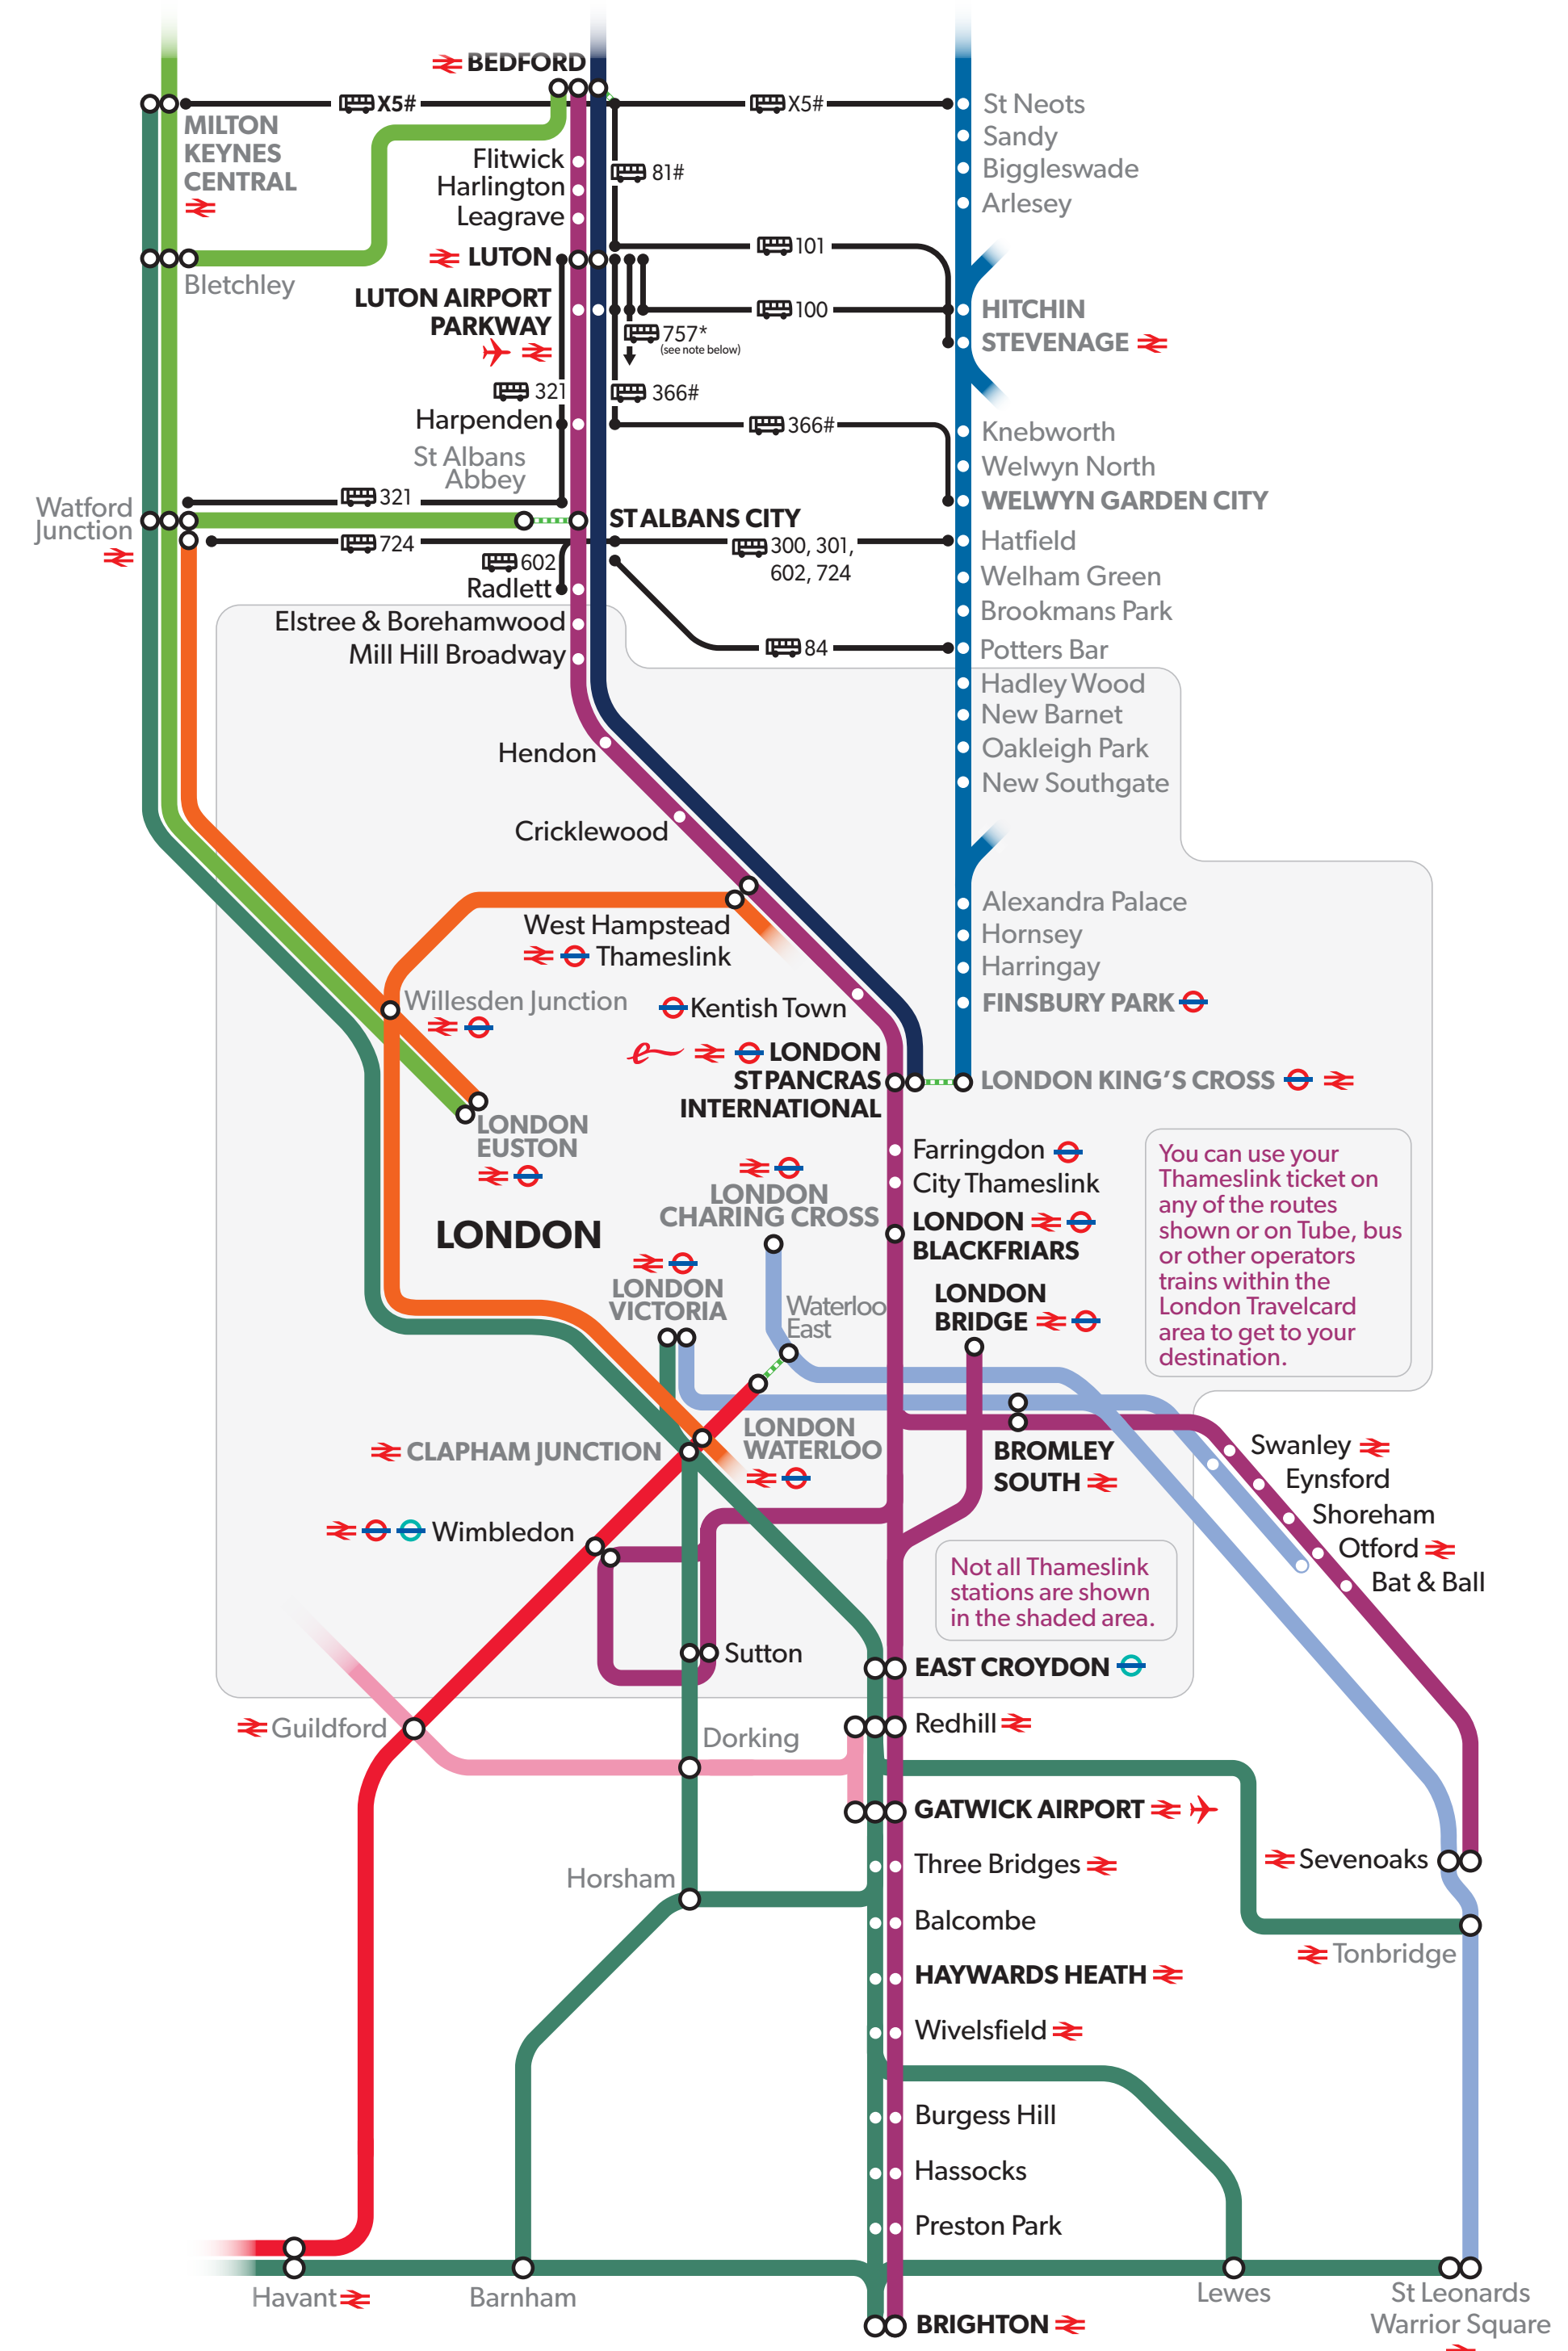 BEDFORD
X5#
X5#
St Neots
MILTON
KEYNES
CENTRAL
Sandy
Flitwick
81#
Biggleswade
Harlington
Leagrave
Arlesey
LUTON
101
Bletchley
LUTON AIRPORT
PARKWAY
100
HITCHIN
757*
(see note below)
STEVENAGE
321
366#
Harpenden
366#
Knebworth
St Albans
Abbey
Welwyn North
321
WELWYN GARDEN CITY
Watford
Junction
ST ALBANS CITY
724
300, 301,
602, 724
Hatfield
602
Radlett
Welham Green
Elstree & Borehamwood
Brookmans Park
Mill Hill Broadway
84
Potters Bar
Hadley Wood
New Barnet
Hendon
Oakleigh Park
New Southgate
Cricklewood
Alexandra Palace
West Hampstead
Thameslink
Hornsey
Harringay
Willesden Junction
Kentish Town
FINSBURY PARK
LONDON
ST PANCRAS
INTERNATIONAL
LONDON KING'S CROSS
LONDON
EUSTON
Farringdon
City Thameslink
You can use your
Thameslink ticket on
any of the routes
shown or on Tube, bus
or other operators
trains within the
London Travelcard
area to get to your
destination.
LONDON
CHARING CROSS
LONDON
LONDON
BLACKFRIARS
LONDON
VICTORIA
Waterloo
East
LONDON
BRIDGE
CLAPHAM JUNCTION
LONDON
WATERLOO
BROMLEY
SOUTH
Swanley
Eynsford
Shoreham
Otford
Bat & Ball
Wimbledon
Not all Thameslink
stations are shown
in the shaded area.
Sutton
EAST CROYDON
Guildford
Dorking
Redhill
GATWICK AIRPORT
Three Bridges
Sevenoaks
Horsham
Balcombe
Tonbridge
HAYWARDS HEATH
Wivelsfield
Burgess Hill
Hassocks
Preston Park
Havant
Barnham
Lewes
St Leonards
Warrior Square
BRIGHTON